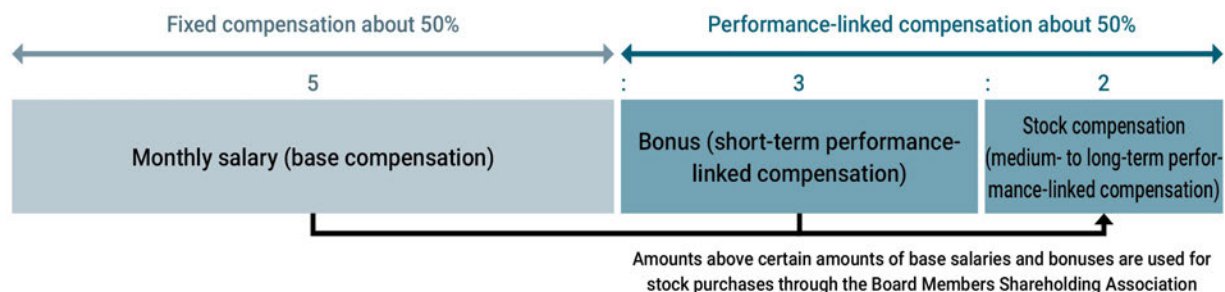 Fixed compensation about 50%
Performance-linked compensation about 50%
5 : 3 : 2
Monthly salary (base compensation)
Bonus (short-term performance-
linked compensation)
Stock compensation
(medium- to long-term perfor-
mance-linked compensation)
Amounts above certain amounts of base salaries and bonuses are used for
stock purchases through the Board Members Shareholding Association